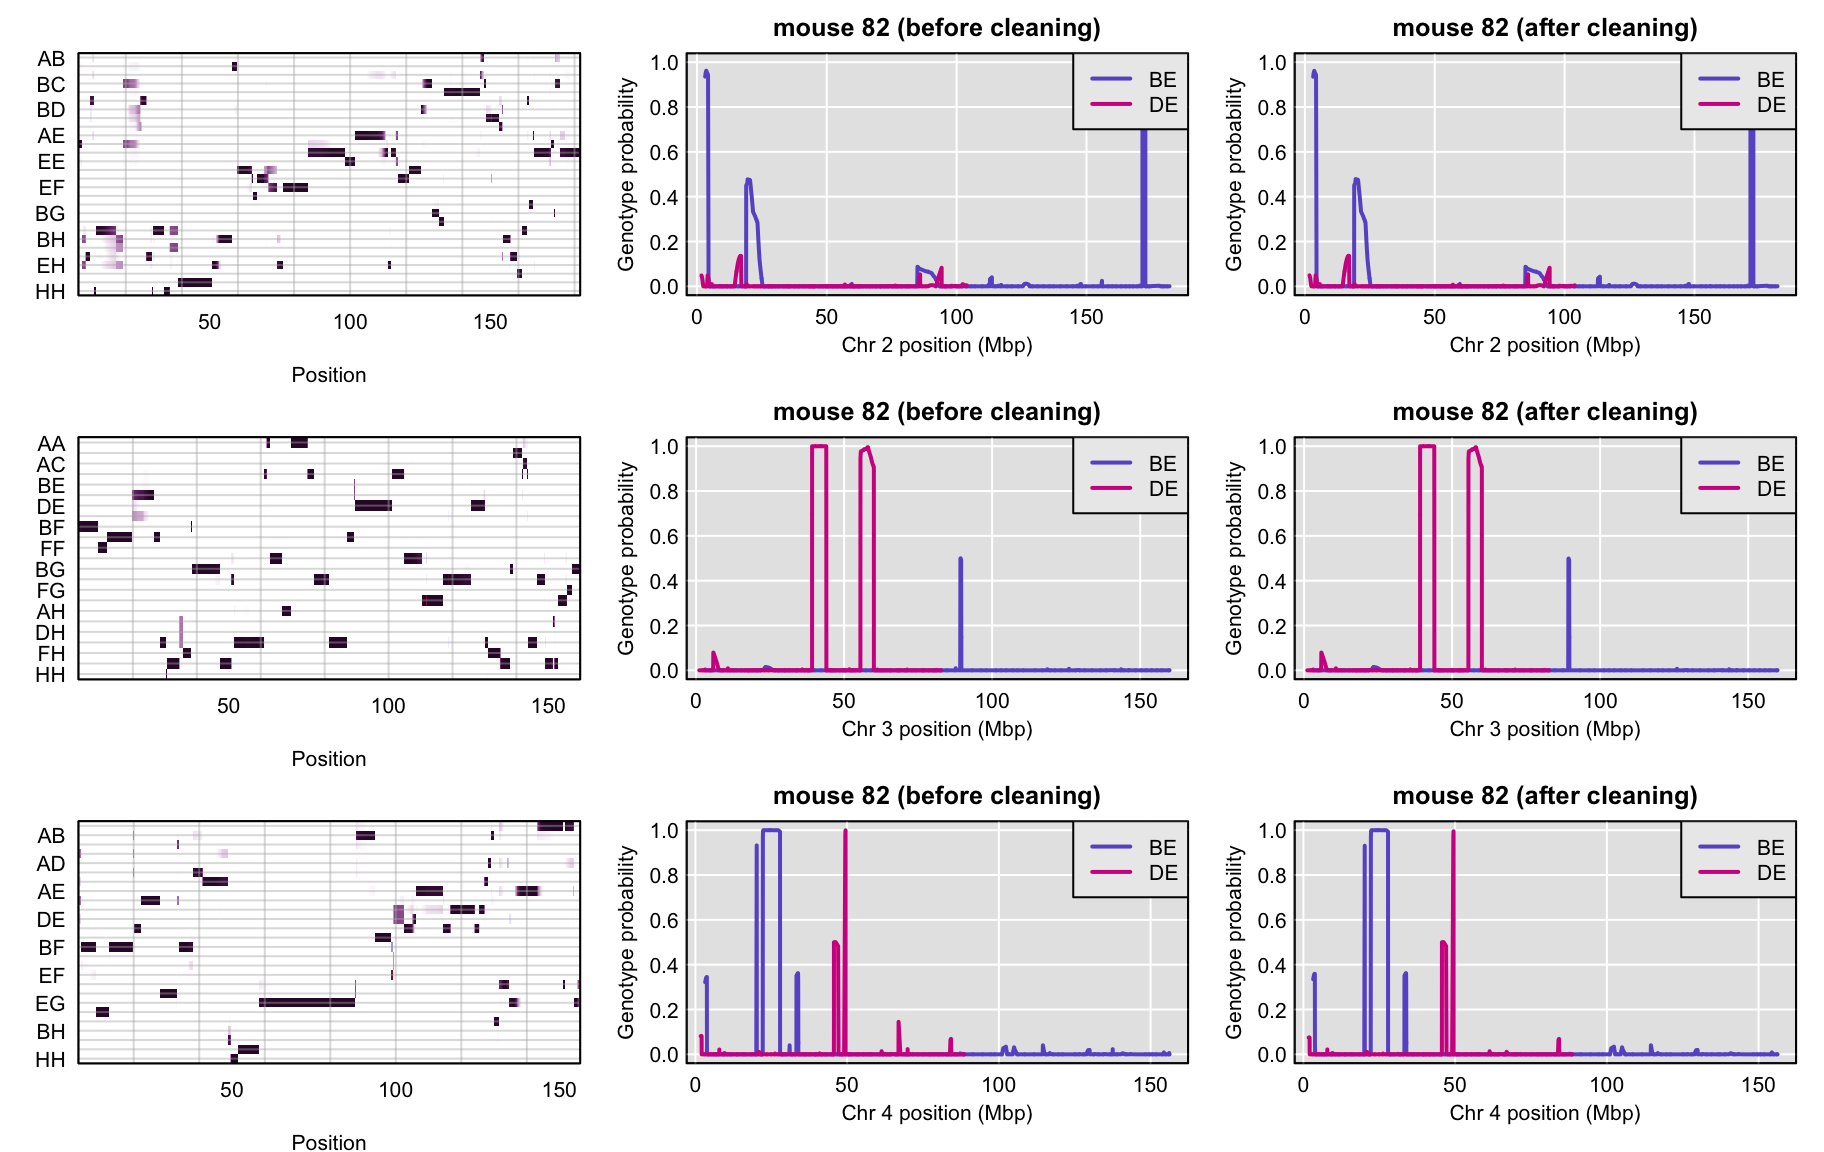 AB
BC
BD
AE
EE
EF
BG
BH
EH
HH
50 100 150
Position
mouse 82 (before cleaning)
Genotype probability
1.0
0.8
0.6
0.4
0.2
0.0
BE
DE
0 50 100 150
Chr 2 position (Mbp)
mouse 82 (after cleaning)
Genotype probability
1.0
0.8
0.6
0.4
0.2
0.0
BE
DE
0 50 100 150
Chr 2 position (Mbp)
AA
AC
BE
DE
BF
FF
BG
FG
AH
DH
FH
HH
50 100 150
Position
mouse 82 (before cleaning)
Genotype probability
1.0
0.8
0.6
0.4
0.2
0.0
BE
DE
0 50 100 150
Chr 3 position (Mbp)
mouse 82 (after cleaning)
Genotype probability
1.0
0.8
0.6
0.4
0.2
0.0
BE
DE
0 50 100 150
Chr 3 position (Mbp)
AB
AD
AE
DE
BF
EF
EG
BH
HH
50 100 150
Position
mouse 82 (before cleaning)
Genotype probability
1.0
0.8
0.6
0.4
0.2
0.0
BE
DE
0 50 100 150
Chr 4 position (Mbp)
mouse 82 (after cleaning)
Genotype probability
1.0
0.8
0.6
0.4
0.2
0.0
BE
DE
0 50 100 150
Chr 4 position (Mbp)